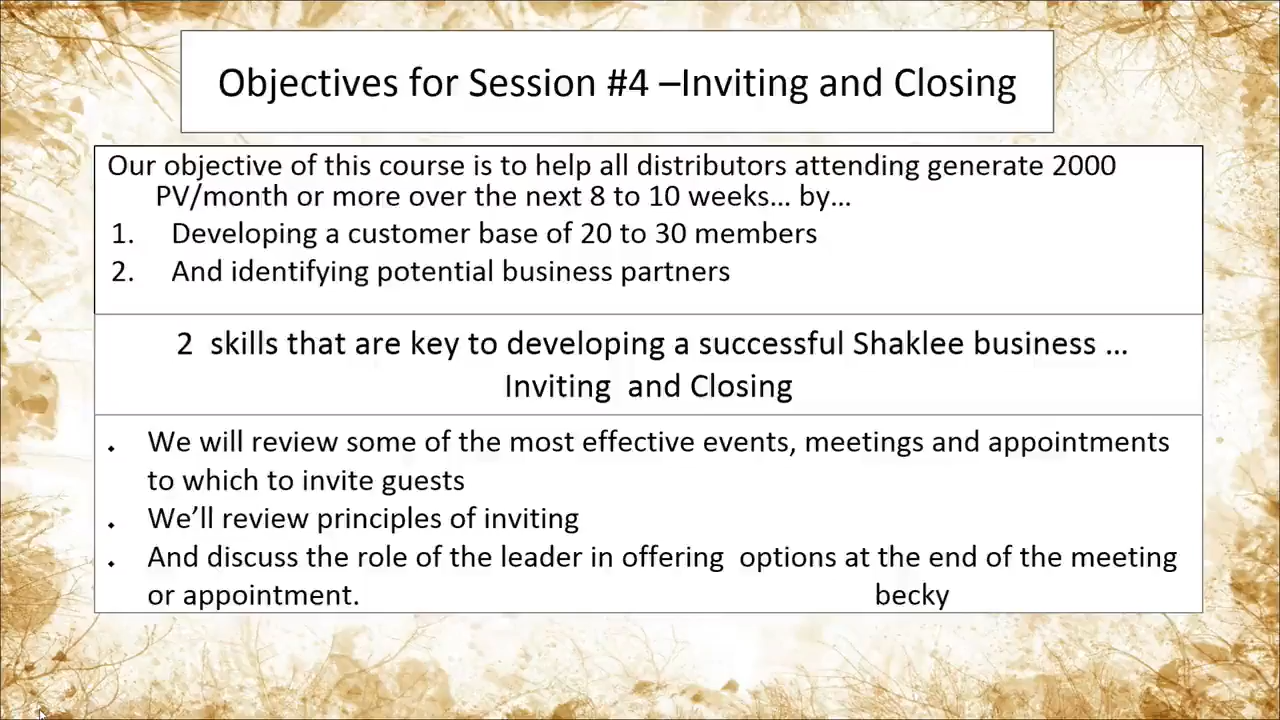 Objectives for Session #4 –Inviting and Closing
Our objective of this course is to help all distributors attending generate 2000
PV/month or more over the next 8 to 10 weeks… by…
1. Developing a customer base of 20 to 30 members
2. And identifying potential business partners
2  skills that are key to developing a successful Shaklee business …
Inviting  and Closing
• We will review some of the most effective events, meetings and appointments
to which to invite guests
• We’ll review principles of inviting
• And discuss the role of the leader in offering  options at the end of the meeting
or appointment. becky